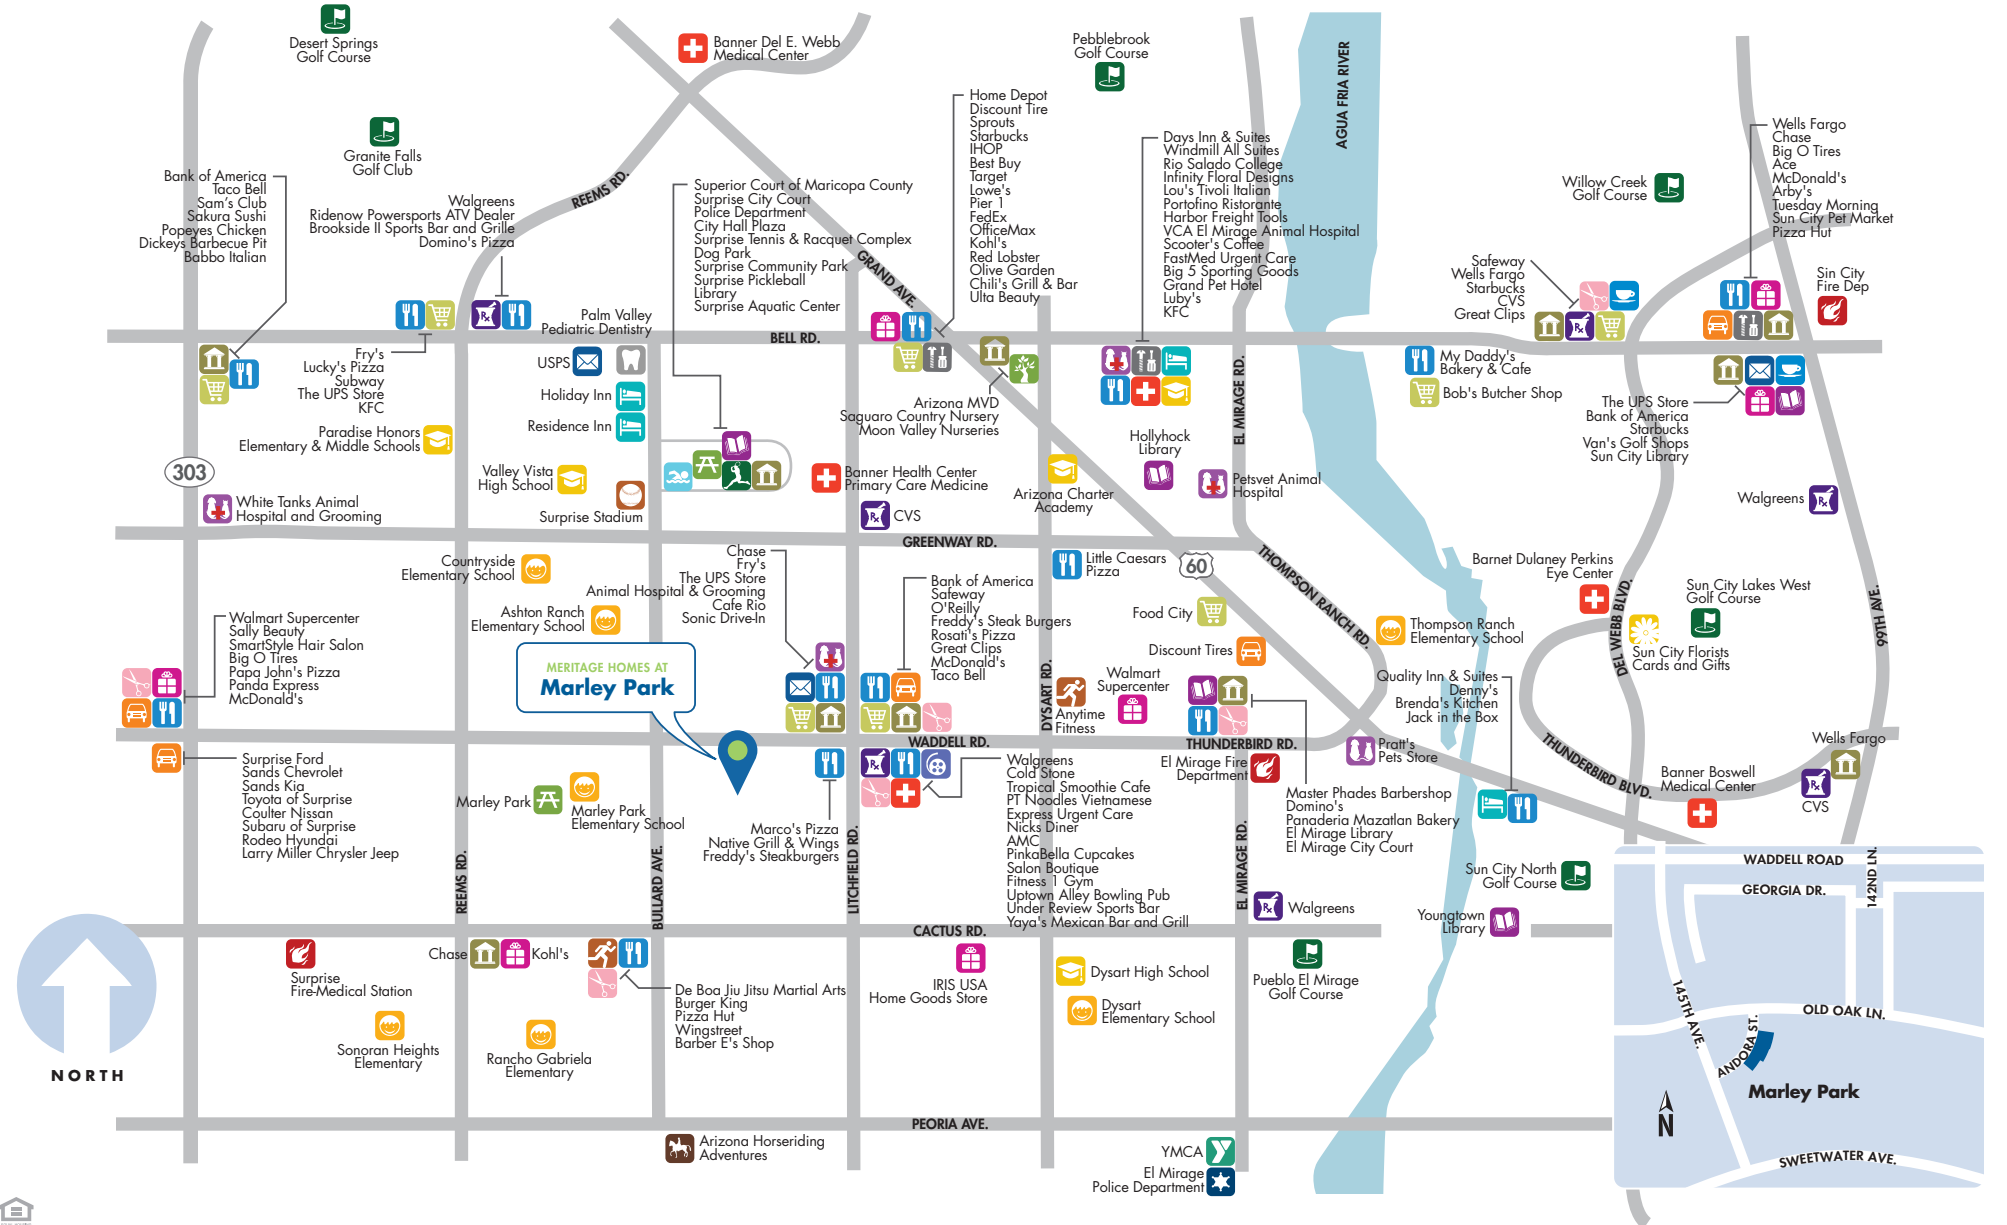 Desert Springs
Golf Course
Banner Del E. Webb
Medical Center
Pebblebrook
Golf Course
AGUA FRIA RIVER
Granite Falls
Golf Club
Home Depot
Discount Tire
Sprouts
Starbucks
IHOP
Best Buy
Target
Lowe's
Pier 1
FedEx
OfficeMax
Kohl's
Red Lobster
Olive Garden
Chili's Grill & Bar
Ulta Beauty
Days Inn & Suites
Windmill All Suites
Rio Salado College
Infinity Floral Designs
Lou's Tivoli Italian
Portofino Ristorante
Harbor Freight Tools
VCA El Mirage Animal Hospital
Scooter's Coffee
FastMed Urgent Care
Big 5 Sporting Goods
Grand Pet Hotel
Luby's
KFC
Wells Fargo
Chase
Big O Tires
Ace
McDonald's
Arby's
Tuesday Morning
Sun City Pet Market
Pizza Hut
Willow Creek
Golf Course
Bank of America
Taco Bell
Sam's Club
Sakura Sushi
Popeyes Chicken
Dickeys Barbecue Pit
Babbo Italian
Walgreens
Ridenow Powersports ATV Dealer
Brookside II Sports Bar and Grille
Domino's Pizza
REEMS RD.
Superior Court of Maricopa County
Surprise City Court
Police Department
City Hall Plaza
Surprise Tennis & Racquet Complex
Dog Park
Surprise Community Park
Surprise Pickleball
Library
Surprise Aquatic Center
GRAND AVE.
Safeway
Wells Fargo
Starbucks
CVS
Great Clips
Sin City
Fire Dep
Palm Valley
Pediatric Dentistry
BELL RD.
USPS
Holiday Inn
Residence Inn
Fry's
Lucky's Pizza
Subway
The UPS Store
KFC
Paradise Honors
Elementary & Middle Schools
Arizona MVD
Saguaro Country Nursery
Moon Valley Nurseries
EL MIRAGE RD.
My Daddy's
Bakery & Cafe
Bob's Butcher Shop
The UPS Store
Bank of America
Starbucks
Van's Golf Shops
Sun City Library
Hollyhock
Library
303
Valley Vista
High School
Surprise Stadium
Banner Health Center
Primary Care Medicine
CVS
Arizona Charter
Academy
Petsvet Animal
Hospital
Walgreens
White Tanks Animal
Hospital and Grooming
GREENWAY RD.
Countryside
Elementary School
Ashton Ranch
Elementary School
Chase
Fry's
The UPS Store
Animal Hospital & Grooming
Cafe Rio
Sonic Drive-In
Bank of America
Safeway
O'Reilly
Freddy's Steak Burgers
Rosati's Pizza
Great Clips
McDonald's
Taco Bell
Little Caesars
Pizza
60
THOMPSON RANCH RD.
Food City
Discount Tires
Thompson Ranch
Elementary School
Barnet Dulaney Perkins
Eye Center
DEL WEBB BLVD.
Sun City Lakes West
Golf Course
Sun City Florists
Cards and Gifts
99TH AVE.
Walmart Supercenter
Sally Beauty
SmartStyle Hair Salon
Big O Tires
Papa John's Pizza
Panda Express
McDonald's
MERITAGE HOMES AT
Marley Park
DYSART RD.
Anytime
Fitness
Walmart
Supercenter
Quality Inn & Suites
Denny's
Brenda's Kitchen
Jack in the Box
WADDELL RD.
THUNDERBIRD RD.
Pratt's
Pets Store
THUNDERBIRD BLVD.
Wells Fargo
CVS
Banner Boswell
Medical Center
Surprise Ford
Sands Chevrolet
Sands Kia
Toyota of Surprise
Coulter Nissan
Subaru of Surprise
Rodeo Hyundai
Larry Miller Chrysler Jeep
Marley Park
Marley Park
Elementary School
Marco's Pizza
Native Grill & Wings
Freddy's Steakburgers
Walgreens
Cold Stone
Tropical Smoothie Cafe
PT Noodles Vietnamese
Express Urgent Care
Nicks Diner
AMC
PinkaBella Cupcakes
Salon Boutique
Fitness 1 Gym
Uptown Alley Bowling Pub
Under Review Sports Bar
Yaya's Mexican Bar and Grill
El Mirage Fire
Department
Master Phades Barbershop
Domino's
Panaderia Mazatlan Bakery
El Mirage Library
El Mirage City Court
REEMS RD.
BULLARD AVE.
LITCHFIELD RD.
EL MIRAGE RD.
Walgreens
Sun City North
Golf Course
Youngtown
Library
CACTUS RD.
Surprise
Fire-Medical Station
Chase
Kohl's
De Boa Jiu Jitsu Martial Arts
Burger King
Pizza Hut
Wingstreet
Barber E's Shop
IRIS USA
Home Goods Store
Dysart High School
Dysart
Elementary School
Pueblo El Mirage
Golf Course
Sonoran Heights
Elementary
Rancho Gabriela
Elementary
NORTH
PEORIA AVE.
Arizona Horseriding
Adventures
YMCA
El Mirage
Police Department
WADDELL ROAD
GEORGIA DR.
142ND LN.
145TH AVE.
OLD OAK LN.
ANDORA ST.
Marley Park
N
SWEETWATER AVE.